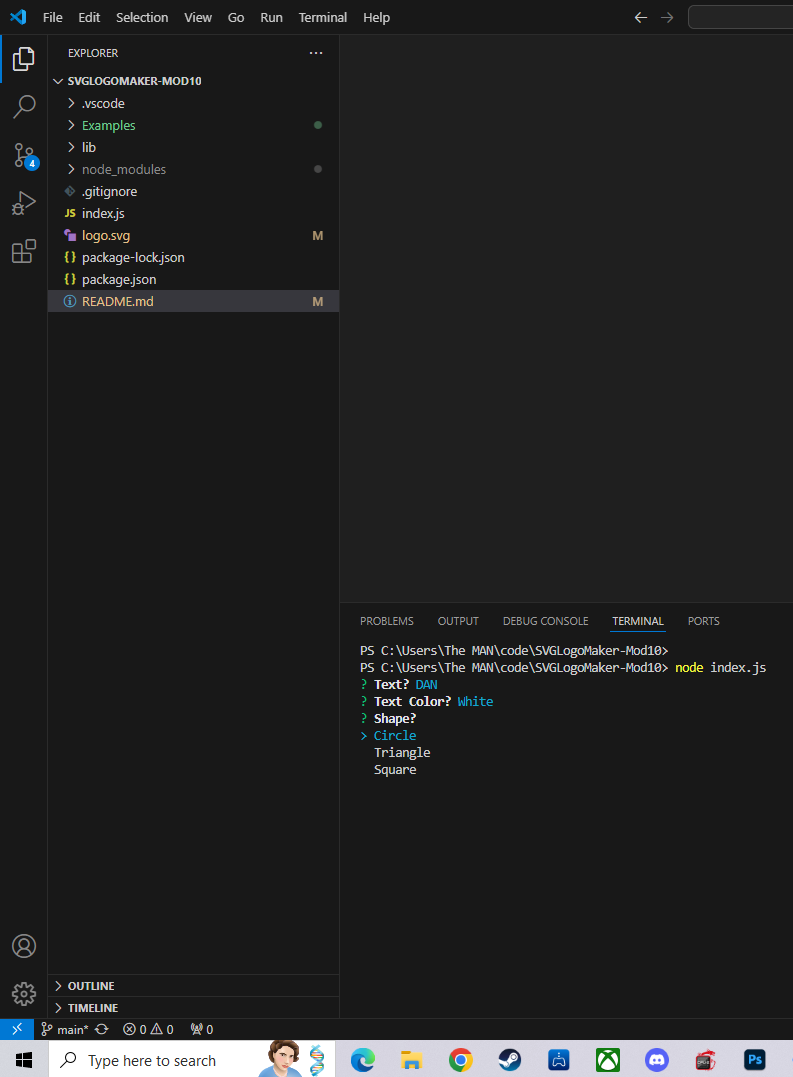 File Edit Selection View Go Run Terminal Help
EXPLORER
SVGLOGOMAKER-MOD10
.vscode
Examples
lib
node_modules
.gitignore
JS index.js
logo.svg M
{} package-lock.json
{} package.json
README.md M
OUTLINE
TIMELINE
4
PROBLEMS OUTPUT DEBUG CONSOLE TERMINAL PORTS
PS C:\Users\The MAN\code\SVGLogoMaker-Mod10>
PS C:\Users\The MAN\code\SVGLogoMaker-Mod10> node index.js
? Text? DAN
? Text Color? White
? Shape?
> Circle
Triangle
Square
main* 0 0 0
Type here to search
Ps